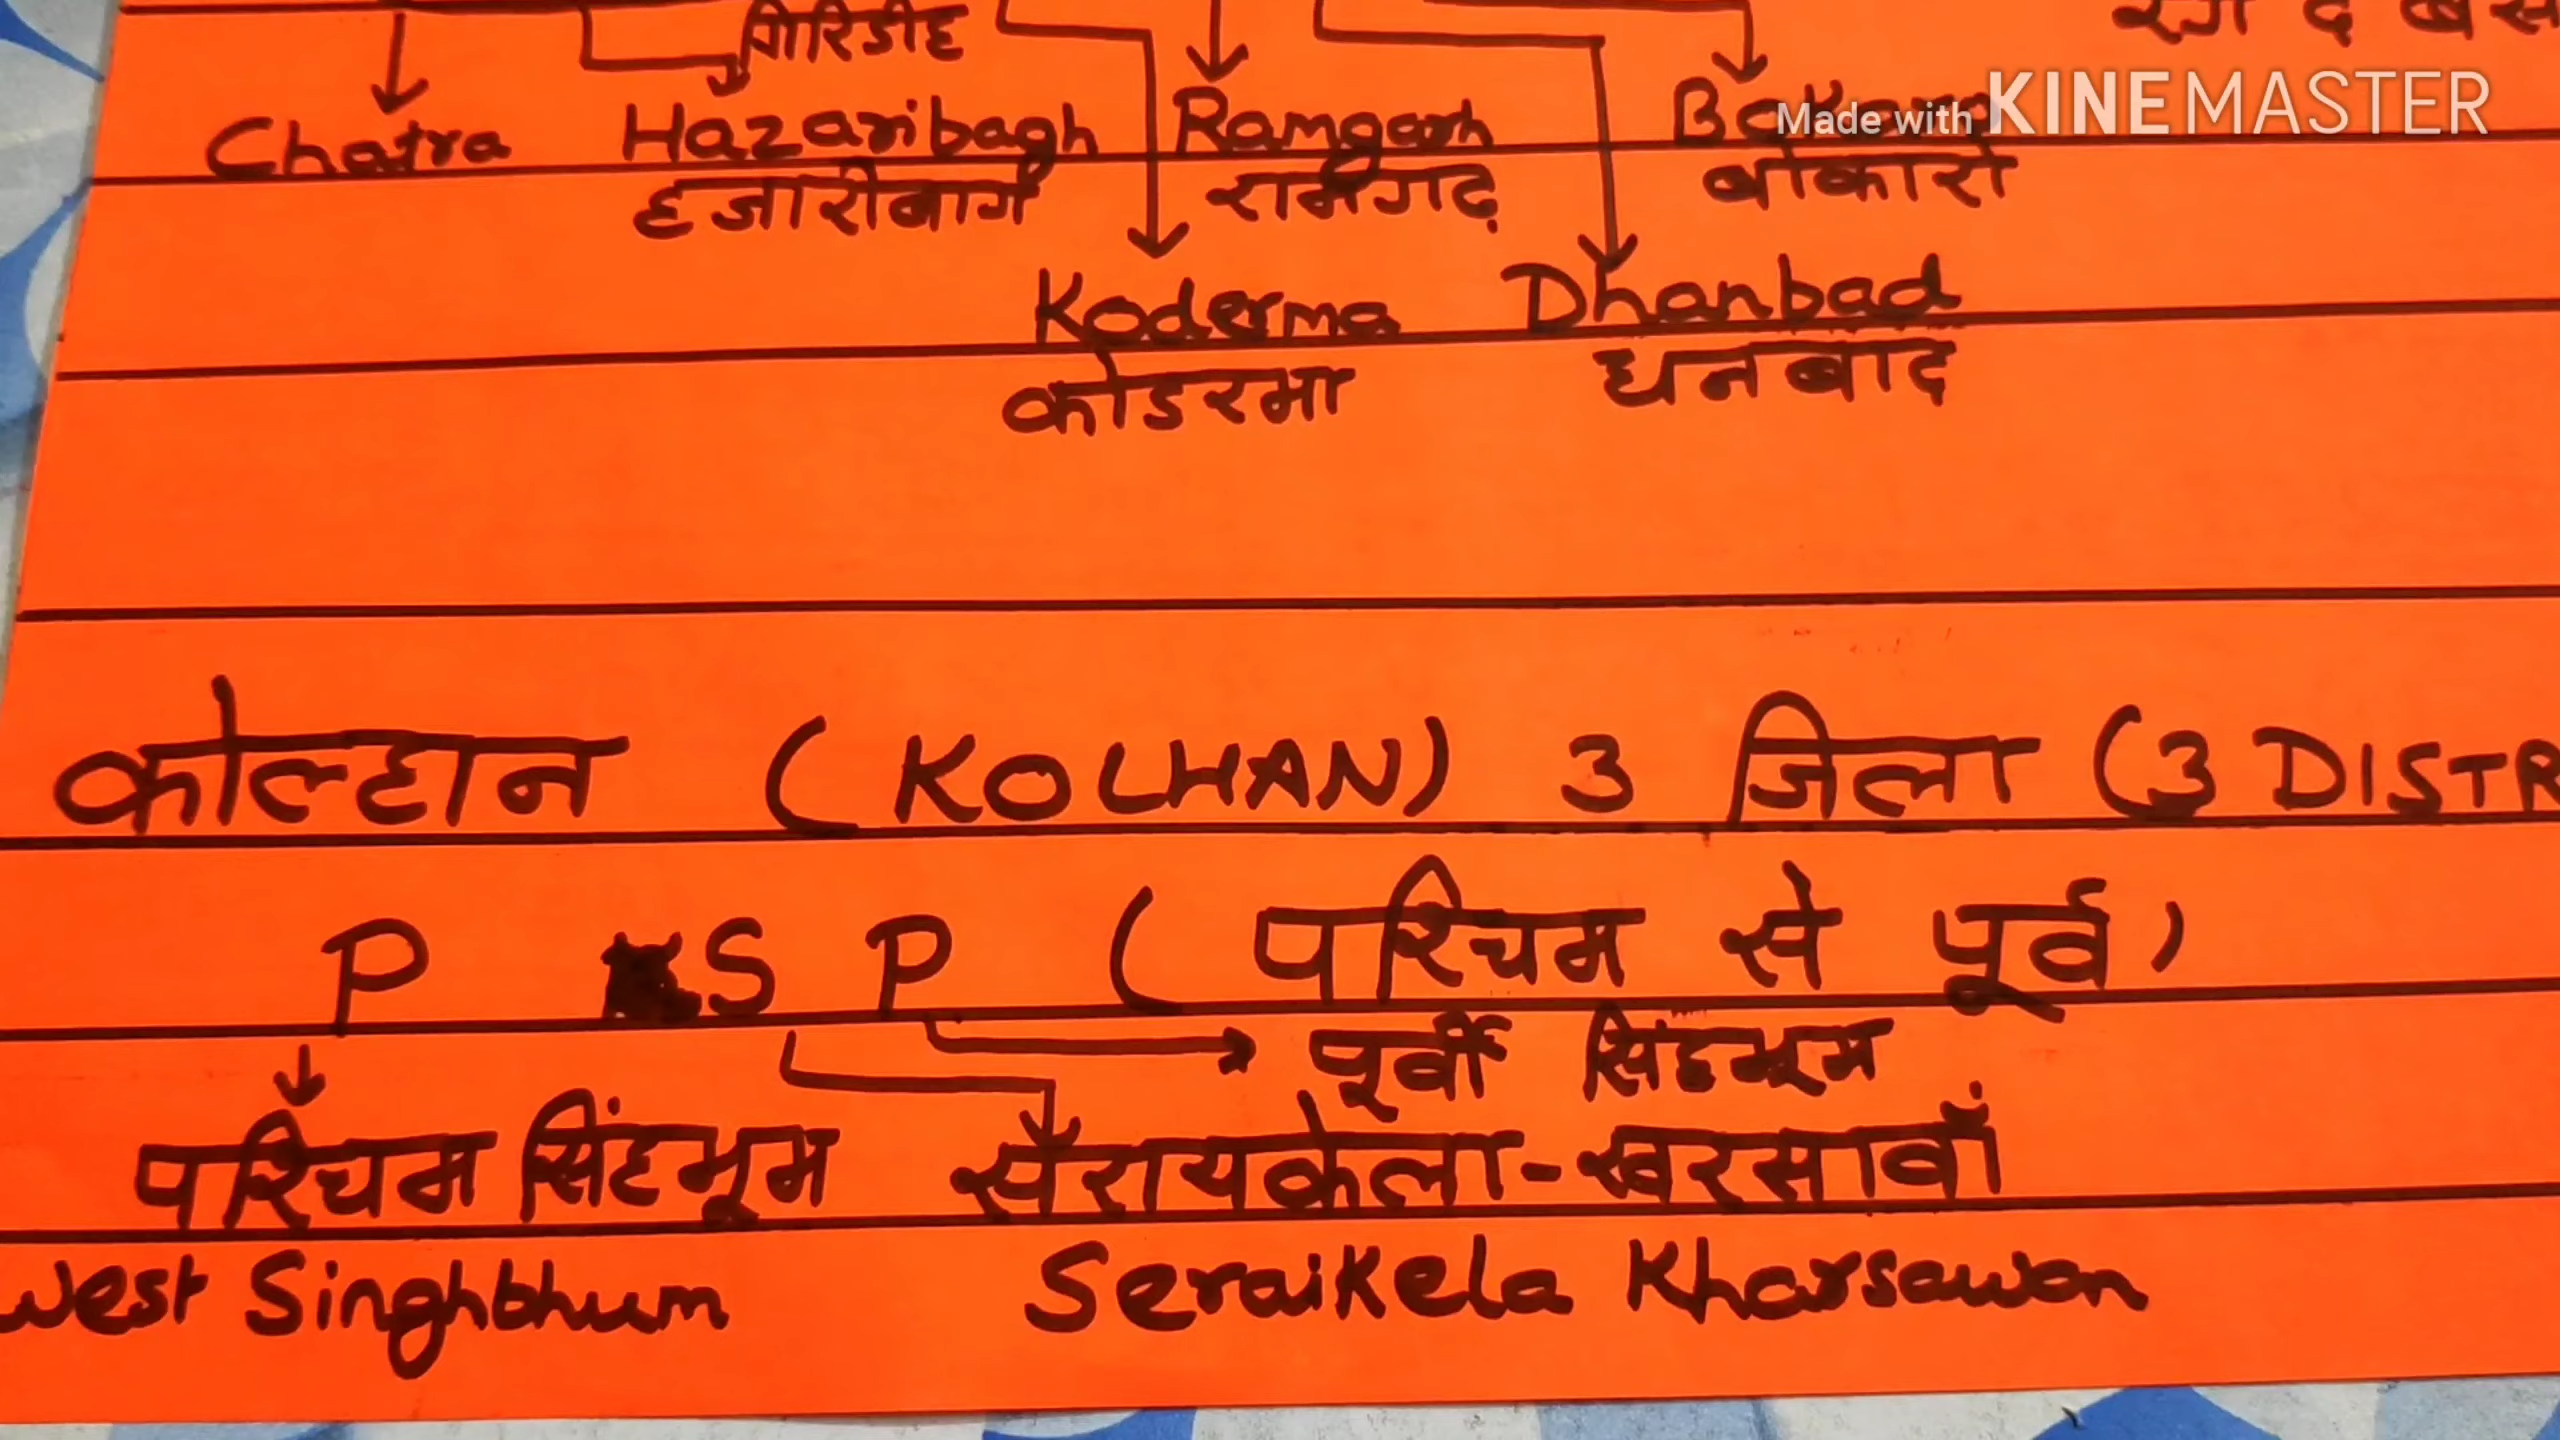 गिरिडीह
Chatra Hazaribagh Ramgarh Bokaro
हजारीबाग रामगढ़ बोकारो
Made with KINEMASTER
Koderma Dhanbad
कोडरमा धनबाद
कोल्हान (KOLHAN) 3 जिला (3 DISTR
P S P (पश्चिम से पूर्व)
पूर्वी सिंहभूम
पश्चिम सिंहभूम सैरायकेला-खरसावाँ
West Singhbhum Seraikela Kharsawan